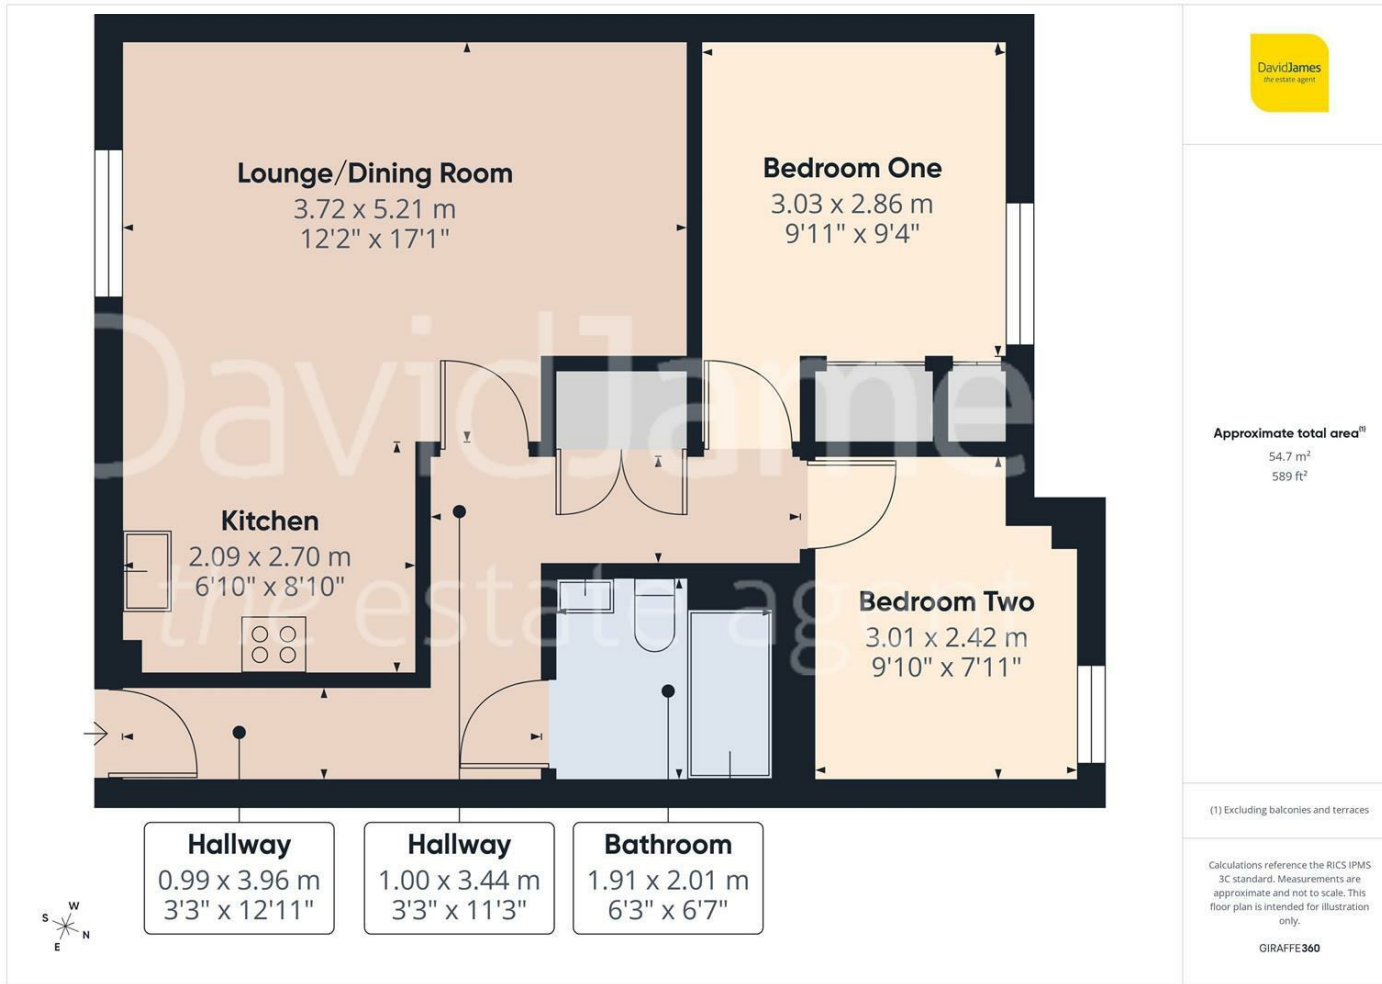 Lounge/Dining Room
3.72 x 5.21 m
12'2" x 17'1"
Bedroom One
3.03 x 2.86 m
9'11" x 9'4"
Kitchen
2.09 x 2.70 m
6'10" x 8'10"
Bedroom Two
3.01 x 2.42 m
9'10" x 7'11"
DavidJame
the estate agent
Hallway
0.99 x 3.96 m
3'3" x 12'11"
Hallway
1.00 x 3.44 m
3'3" x 11'3"
Bathroom
1.91 x 2.01 m
6'3" x 6'7"
W
S
N
E
DavidJames
the estate agent
Approximate total area⁽¹⁾
54.7 m²
589 ft²
(1) Excluding balconies and terraces
Calculations reference the RICS IPMS
3C standard. Measurements are
approximate and not to scale. This
floor plan is intended for illustration
only.
GIRAFFE360